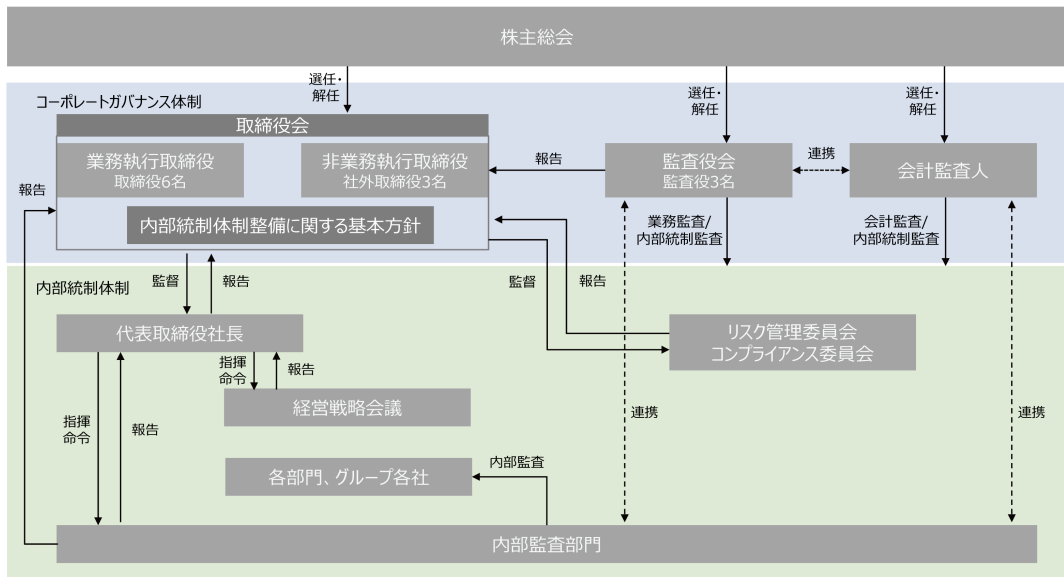 株主総会
選任・
解任
選任・
解任
選任・
解任
コーポレートガバナンス体制
取締役会
業務執行取締役
取締役6名
非業務執行取締役
社外取締役3名
報告
監査役会
監査役3名
連携
会計監査人
報告
内部統制体制整備に関する基本方針
業務監査/
内部統制監査
会計監査/
内部統制監査
内部統制体制
監督
報告
監督
報告
代表取締役社長
リスク管理委員会
コンプライアンス委員会
指揮
命令
報告
経営戦略会議
指揮
命令
報告
連携
連携
各部門、グループ各社
内部監査
内部監査部門